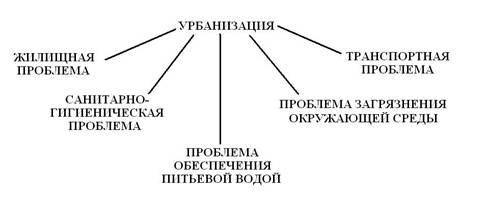 УРБАНИЗАЦИЯ
ЖИЛИЩНАЯ
ПРОБЛЕМА
ТРАНСПОРТНАЯ
ПРОБЛЕМА
САНИТАРНО-
ГИГИЕНИЧЕСКАЯ
ПРОБЛЕМА
ПРОБЛЕМА ЗАГРЯЗНЕНИЯ
ОКРУЖАЮЩЕЙ СРЕДЫ
ПРОБЛЕМА
ОБЕСПЕЧЕНИЯ
ПИТЬЕВОЙ ВОДОЙ